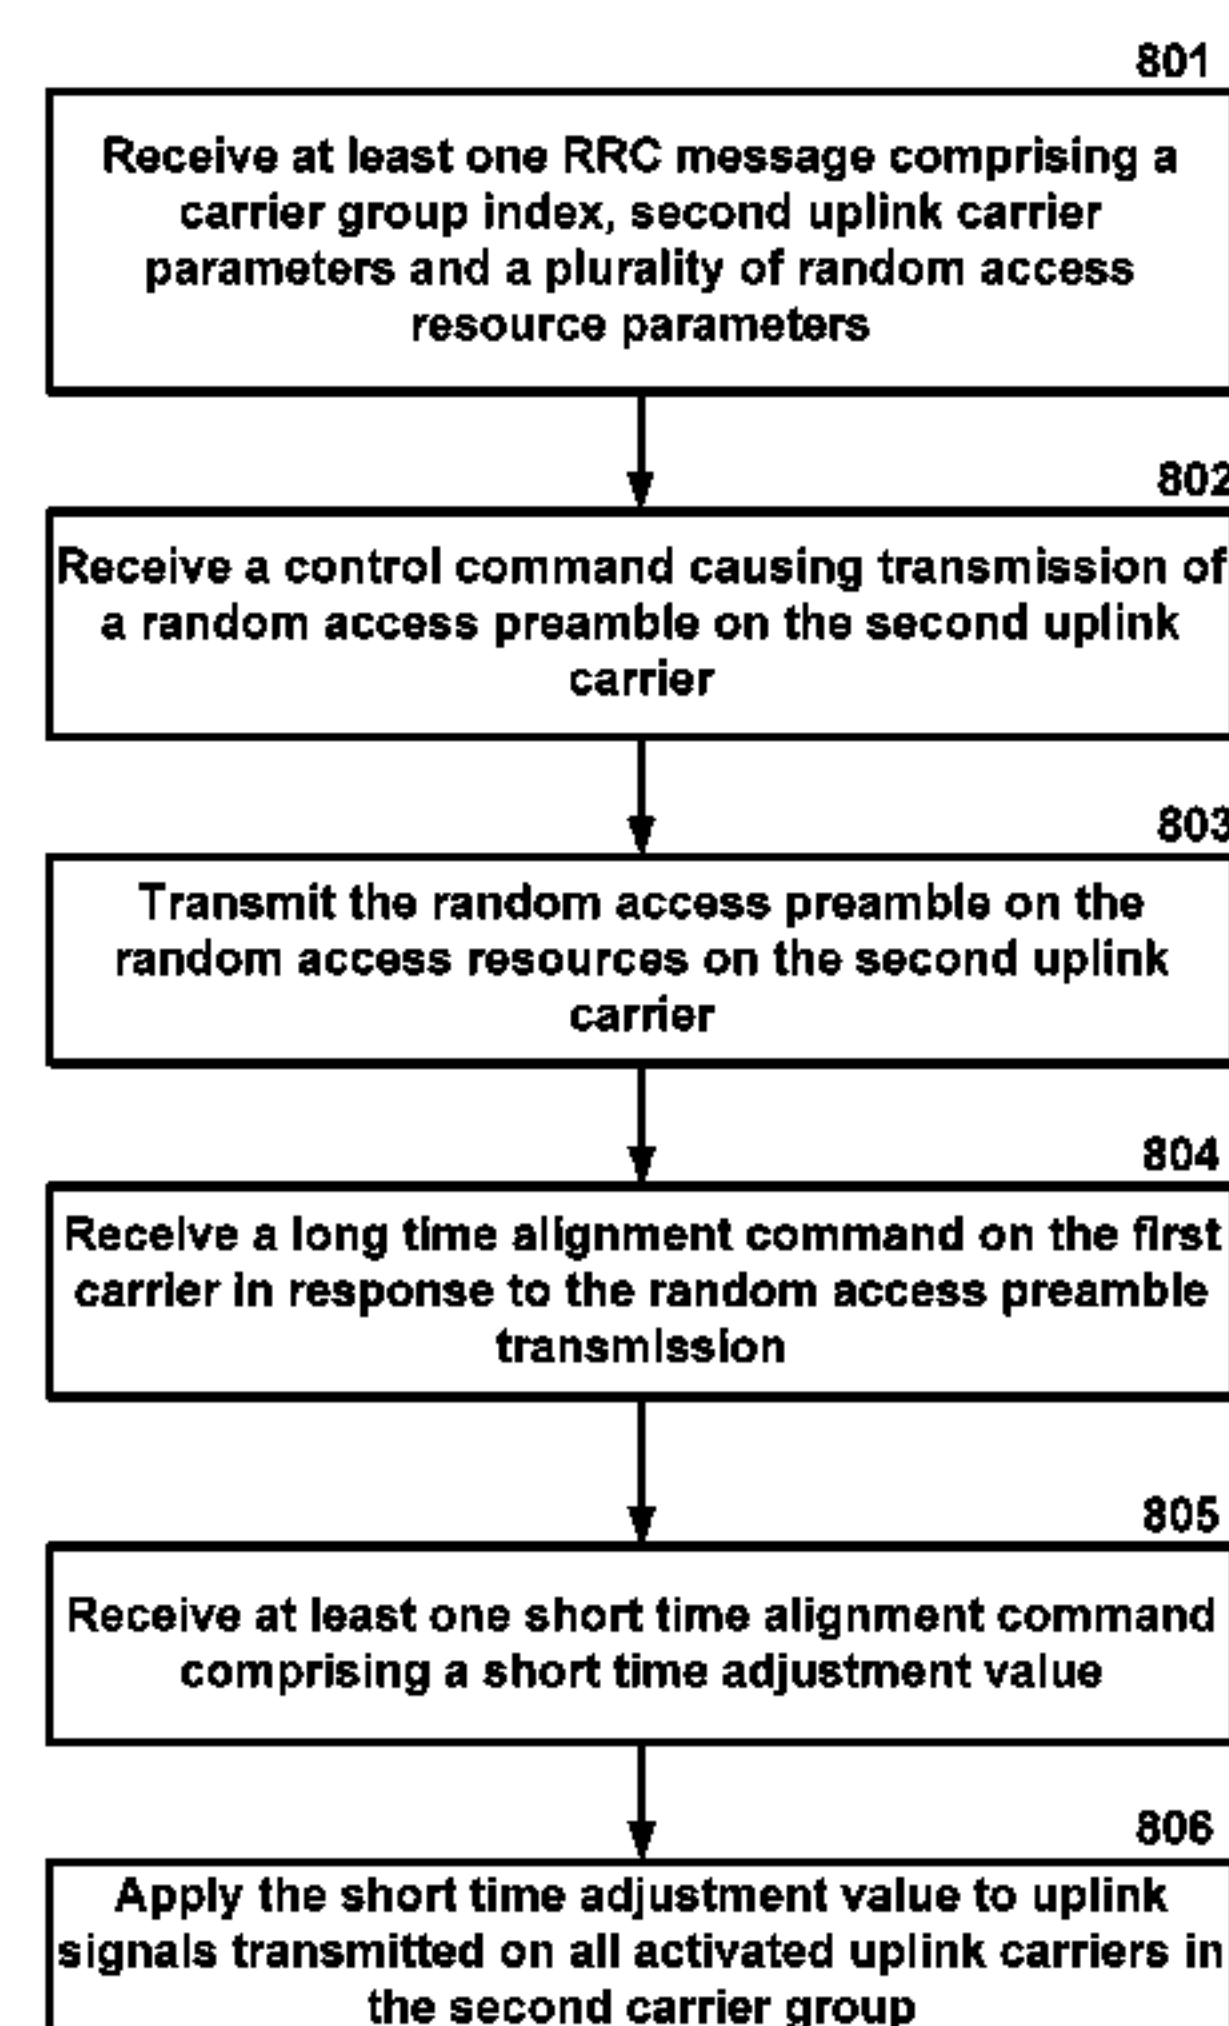 801
Receive at least one RRC message comprising a
carrier group index, second uplink carrier
parameters and a plurality of random access
resource parameters
802
Receive a control command causing transmission of
a random access preamble on the second uplink
carrier
803
Transmit the random access preamble on the
random access resources on the second uplink
carrier
804
Receive a long time alignment command on the first
carrier in response to the random access preamble
transmission
805
Receive at least one short time alignment command
comprising a short time adjustment value
806
Apply the short time adjustment value to uplink
signals transmitted on all activated uplink carriers in
the second carrier group